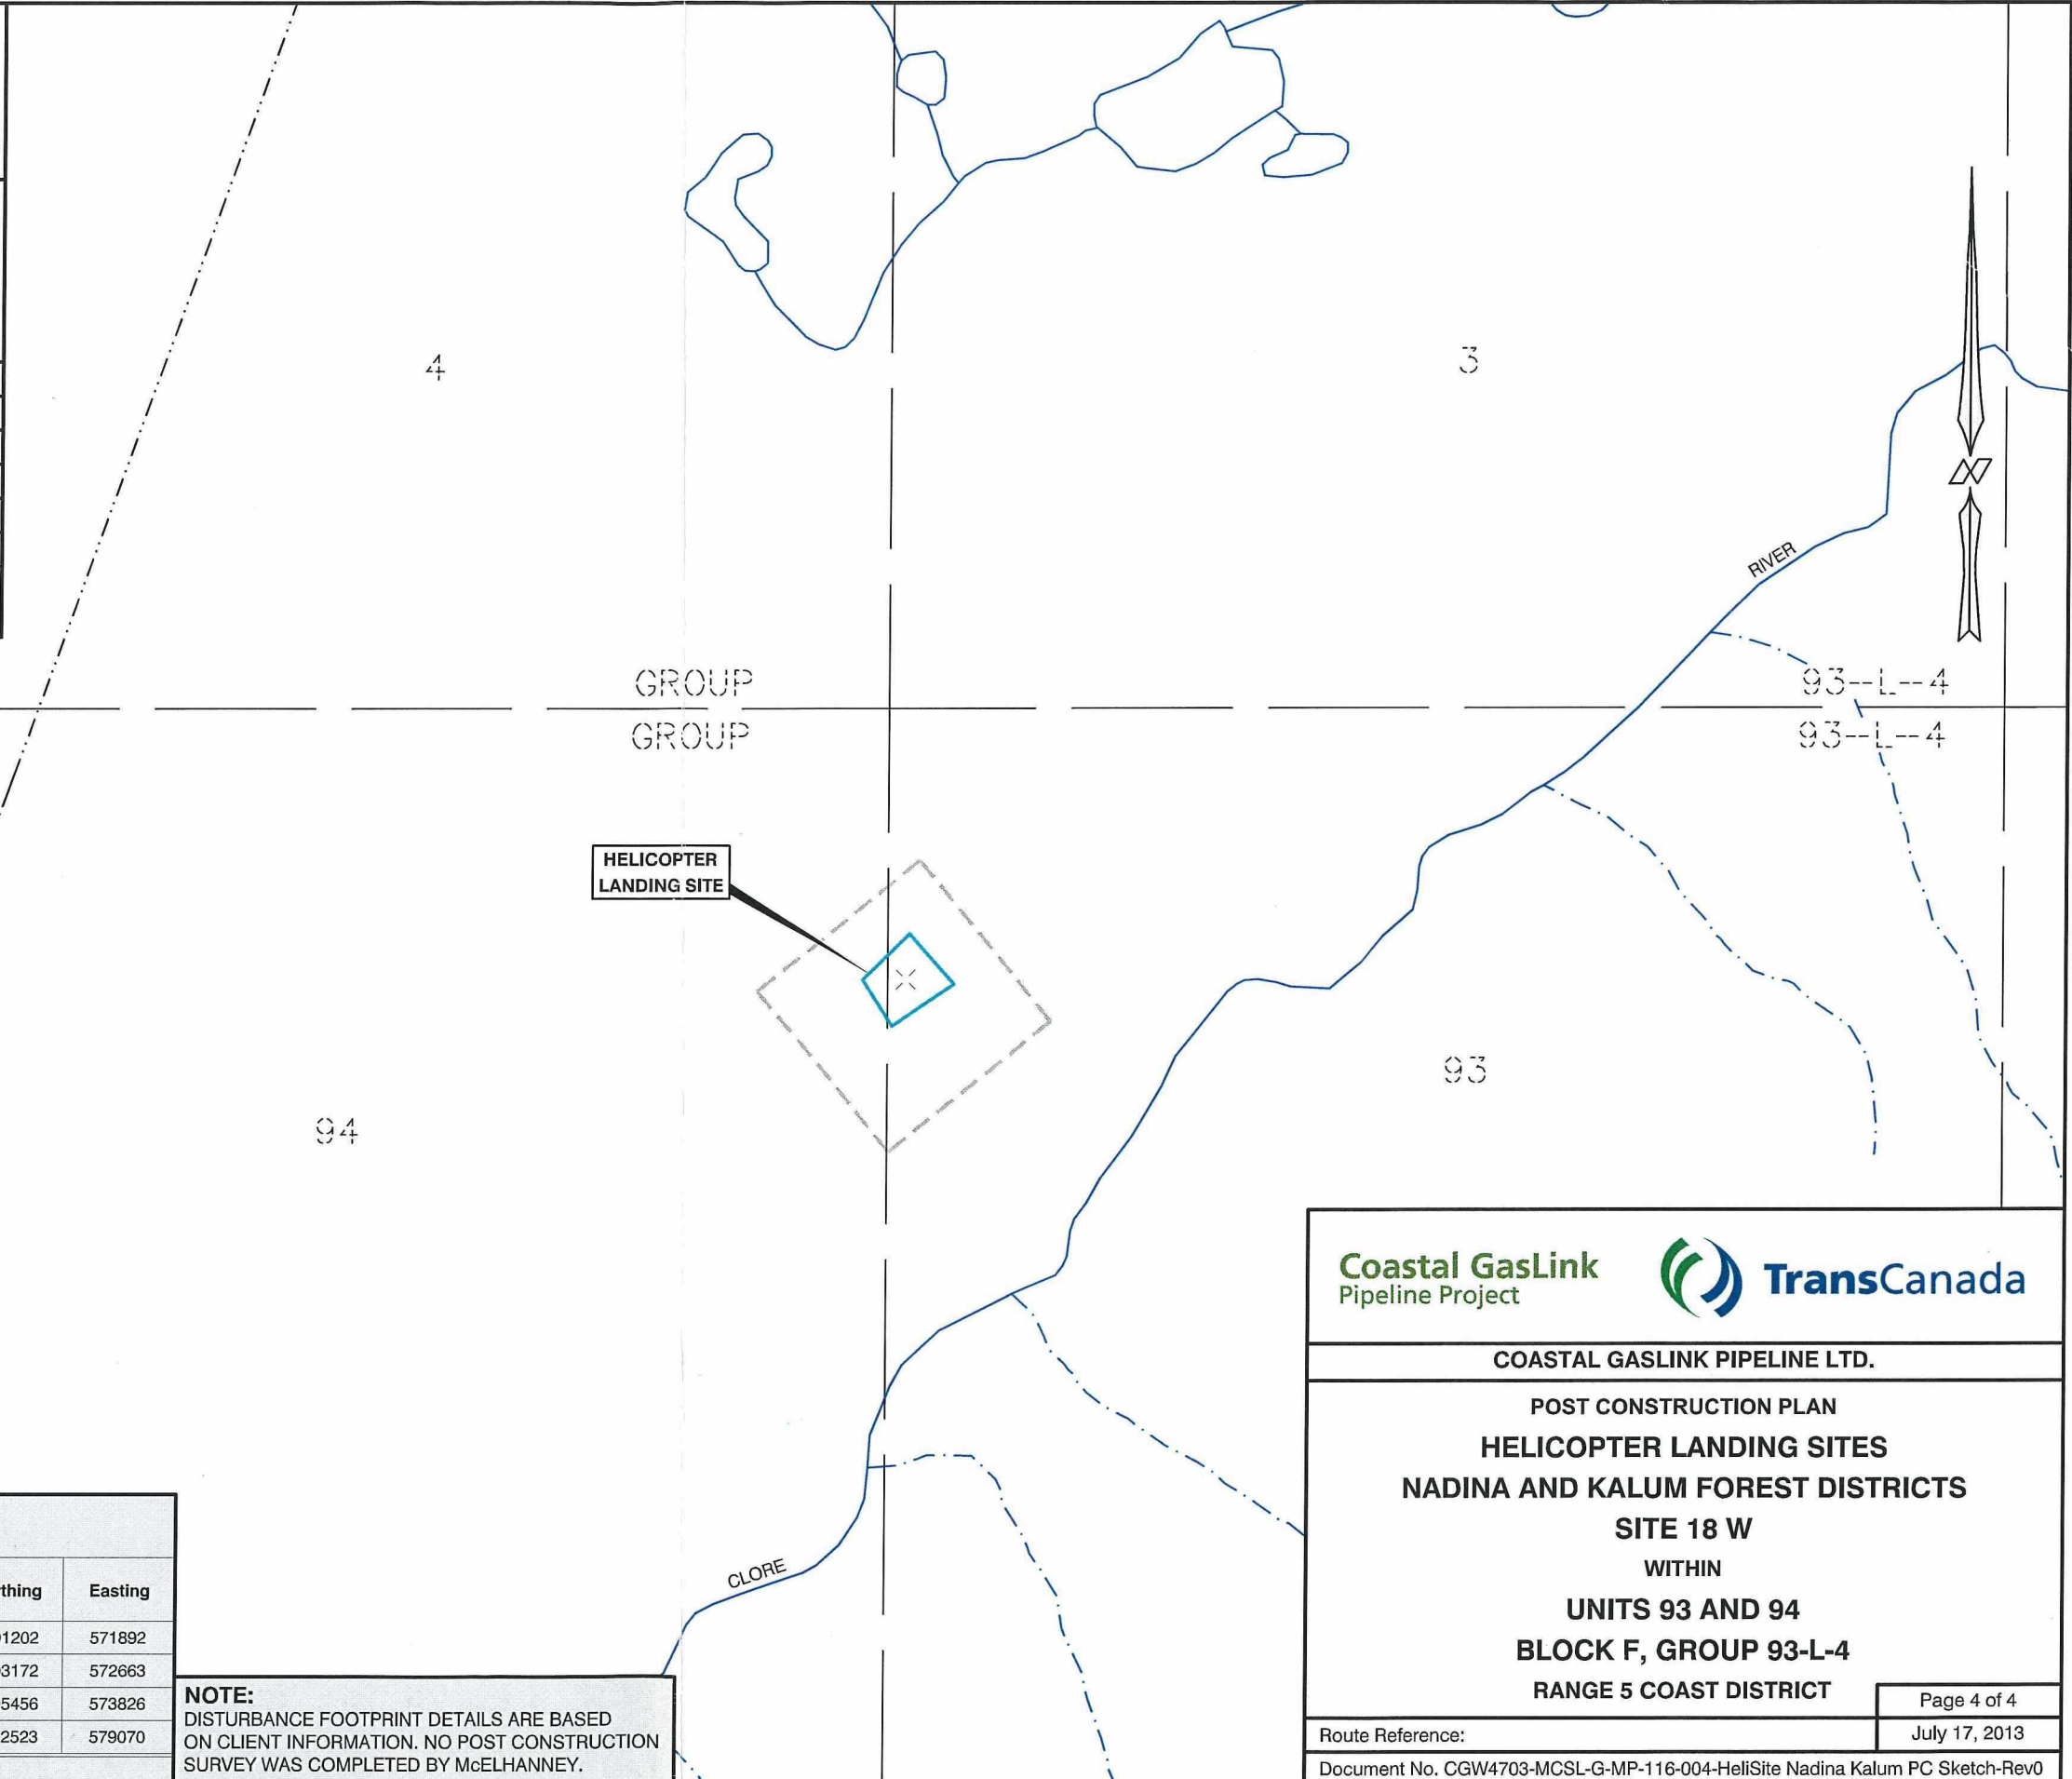 4
3
N
RIVER
GROUP
93--L--4
GROUP
93--L--4
HELICOPTER
LANDING SITE
93
94
CLORE
Easting
571892
572663
573826
579070
NOTE:
DISTURBANCE FOOTPRINT DETAILS ARE BASED
ON CLIENT INFORMATION. NO POST CONSTRUCTION
SURVEY WAS COMPLETED BY McELHANNEY.
Coastal GasLink
Pipeline Project
TransCanada
COASTAL GASLINK PIPELINE LTD.
POST CONSTRUCTION PLAN
HELICOPTER LANDING SITES
NADINA AND KALUM FOREST DISTRICTS
SITE 18 W
WITHIN
UNITS 93 AND 94
BLOCK F, GROUP 93-L-4
RANGE 5 COAST DISTRICT
Page 4 of 4
Route Reference:
July 17, 2013
Document No. CGW4703-MCSL-G-MP-116-004-HeliSite Nadina Kalum PC Sketch-Rev0